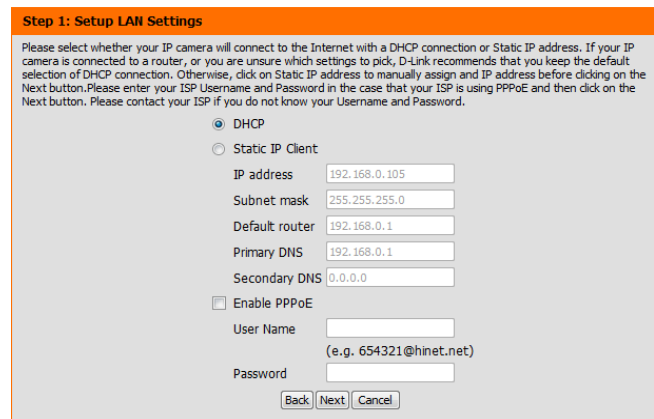 Step 1: Setup LAN Settings
Please select whether your IP camera will connect to the Internet with a DHCP connection or Static IP address. If your IP
camera is connected to a router, or you are unsure which settings to pick, D-Link recommends that you keep the default
selection of DHCP connection. Otherwise, click on Static IP address to manually assign and IP address before clicking on the
Next button.Please enter your ISP Username and Password in the case that your ISP is using PPPoE and then click on the
Next button. Please contact your ISP if you do not know your Username and Password.
DHCP
Static IP Client
IP address 192.168.0.105
Subnet mask 255.255.255.0
Default router 192.168.0.1
Primary DNS 192.168.0.1
Secondary DNS 0.0.0.0
Enable PPPoE
User Name
(e.g. 654321@hinet.net)
Password
Back Next Cancel